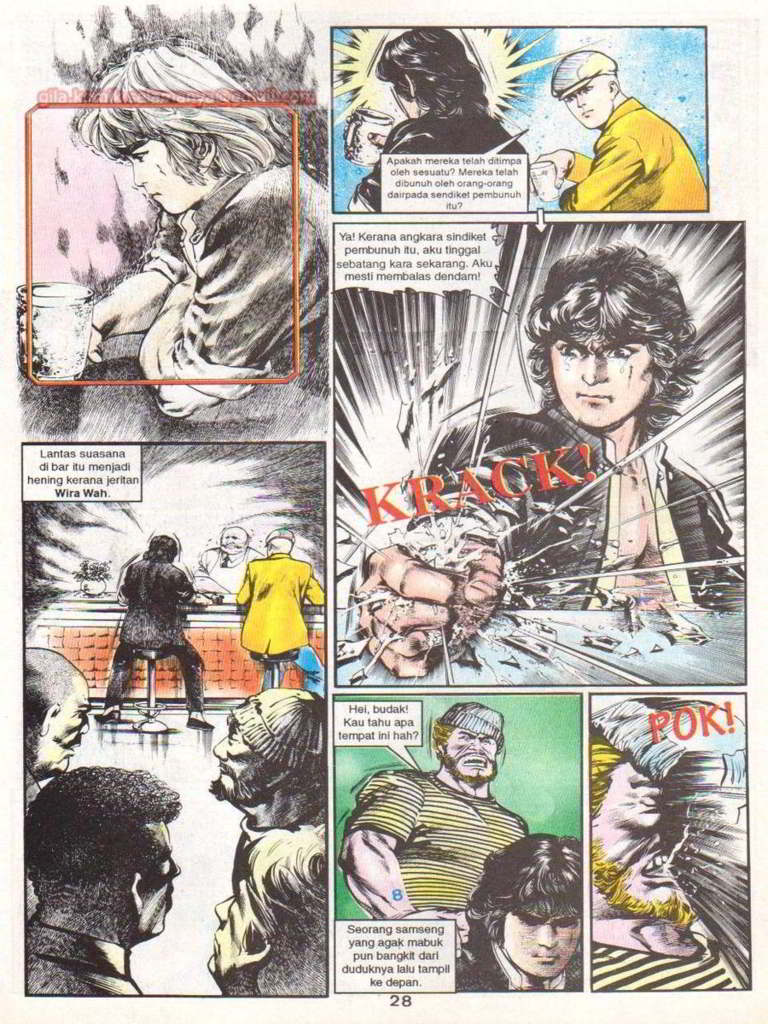 Apakah mereka telah ditimpa
oleh sesuatu? Mereka telah
dibunuh oleh orang-orang
dairpada sendiket pembunuh
itu?
Ya! Kerana angkara sindiket
pembunuh itu, aku tinggal
sebatang kara sekarang. Aku
mesti membalas dendam!
KRACK!
Lantas suasana
di bar itu menjadi
hening kerana jeritan
Wira Wah.
Hei, budak!
Kau tahu apa
tempat ini hah?
8
Seorang samseng
yang agak mabuk
pun bangkit dari
duduknya lalu tampil
ke depan.
POK!
28